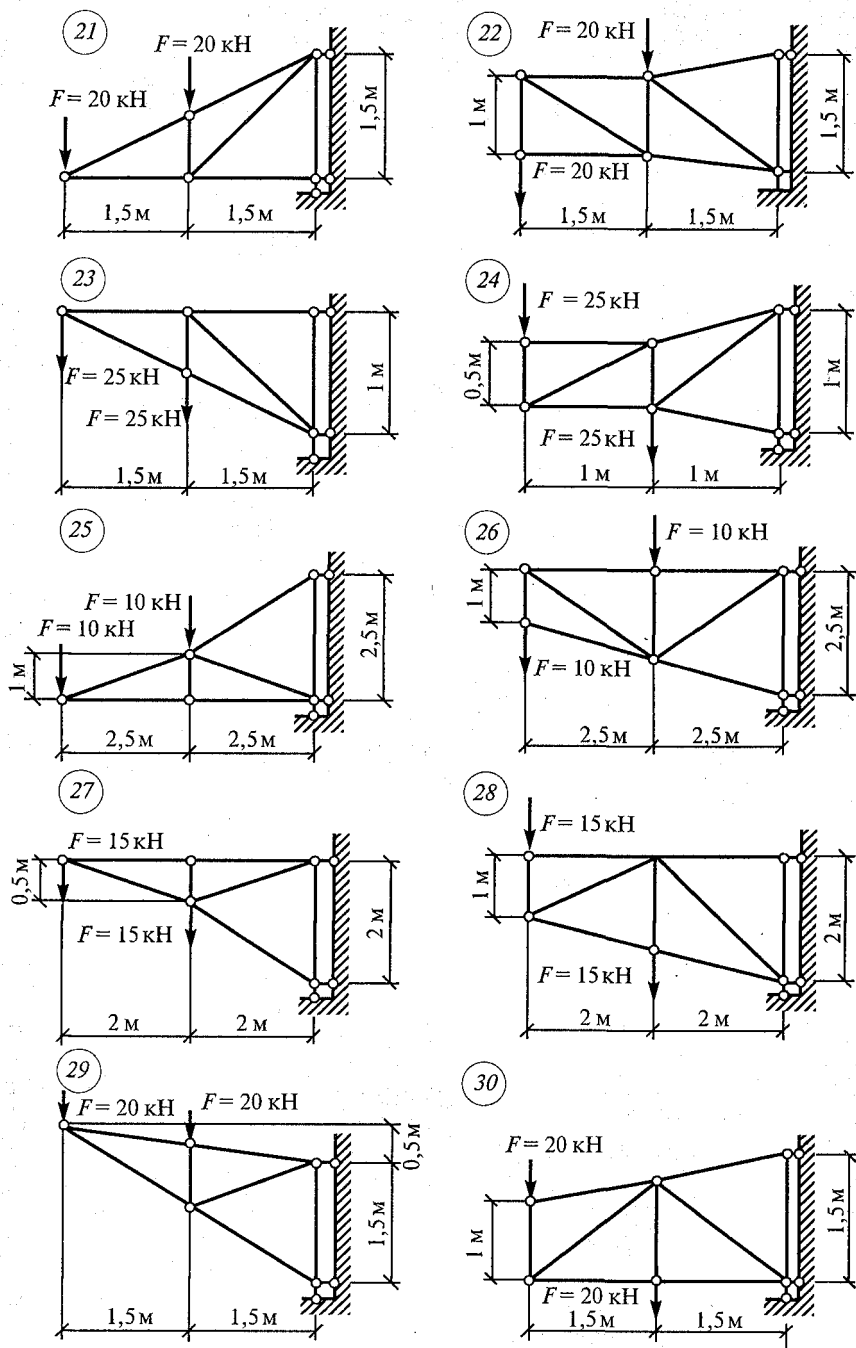 21
F = 20 кН
F = 20 кН
1,5 м
1,5 м
1,5 м
22
F = 20 кН
1 м
F = 20 кН
1,5 м
1,5 м
1,5 м
23
F = 25 кН
F = 25 кН
1 м
1,5 м
1,5 м
24
F = 25 кН
0,5 м
F = 25 кН
1 м
1 м
1 м
25
F = 10 кН
F = 10 кН
1 м
2,5 м
2,5 м
2,5 м
26
F = 10 кН
1 м
F = 10 кН
2,5 м
2,5 м
2,5 м
27
F = 15 кН
0,5 м
F = 15 кН
2 м
2 м
2 м
28
F = 15 кН
1 м
F = 15 кН
2 м
2 м
2 м
29
F = 20 кН
F = 20 кН
0,5 м
1,5 м
1,5 м
1,5 м
30
F = 20 кН
1 м
F = 20 кН
1,5 м
1,5 м
1,5 м